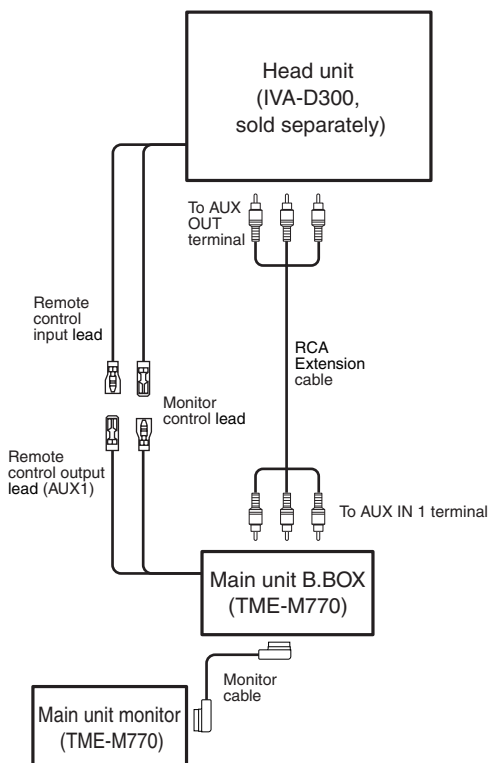 Head unit
(IVA-D300,
sold separately)
To AUX
OUT
terminal
Remote
control
input lead
RCA
Extension
cable
Monitor
control lead
Remote
control output
lead (AUX1)
To AUX IN 1 terminal
Main unit B.BOX
(TME-M770)
Monitor
cable
Main unit monitor
(TME-M770)